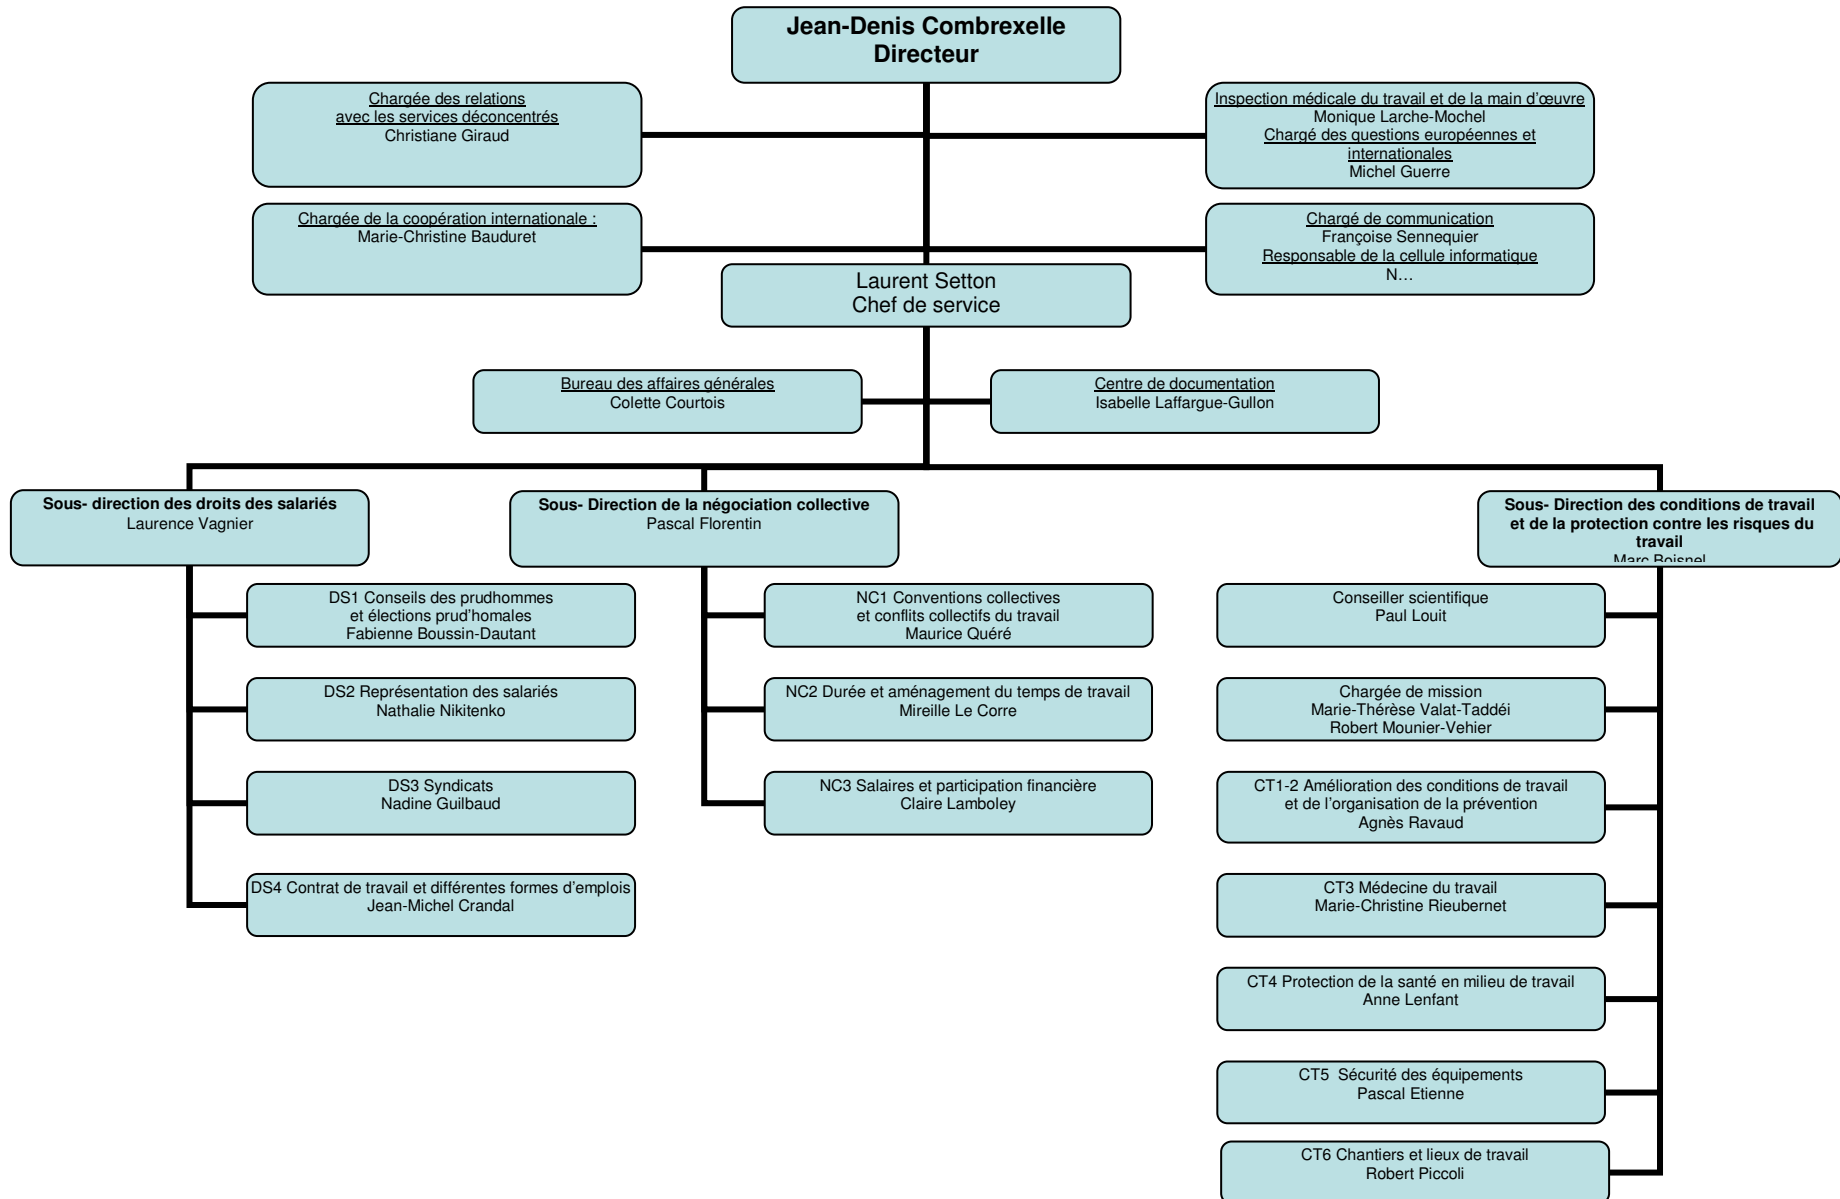 Jean-Denis Combrexelle
Directeur
Chargée des relations
avec les services déconcentrés
Christiane Giraud
Inspection médicale du travail et de la main d'œuvre
Monique Larche-Mochel
Chargé des questions européennes et
internationales
Michel Guerre
Chargée de la coopération internationale :
Marie-Christine Bauduret
Chargé de communication
Françoise Sennequier
Responsable de la cellule informatique
N…
Laurent Setton
Chef de service
Bureau des affaires générales
Colette Courtois
Centre de documentation
Isabelle Laffargue-Gullon
Sous- direction des droits des salariés
Laurence Vagnier
Sous- Direction de la négociation collective
Pascal Florentin
Sous- Direction des conditions de travail
et de la protection contre les risques du
travail
Marc Boisnel
DS1 Conseils des prudhommes
et élections prud'homales
Fabienne Boussin-Dautant
DS2 Représentation des salariés
Nathalie Nikitenko
DS3 Syndicats
Nadine Guilbaud
DS4 Contrat de travail et différentes formes d'emplois
Jean-Michel Crandal
NC1 Conventions collectives
et conflits collectifs du travail
Maurice Quéré
NC2 Durée et aménagement du temps de travail
Mireille Le Corre
NC3 Salaires et participation financière
Claire Lamboley
Conseiller scientifique
Paul Louit
Chargée de mission
Marie-Thérèse Valat-Taddéi
Robert Mounier-Vehier
CT1-2 Amélioration des conditions de travail
et de l'organisation de la prévention
Agnès Ravaud
CT3 Médecine du travail
Marie-Christine Rieubernet
CT4 Protection de la santé en milieu de travail
Anne Lenfant
CT5 Sécurité des équipements
Pascal Etienne
CT6 Chantiers et lieux de travail
Robert Piccoli